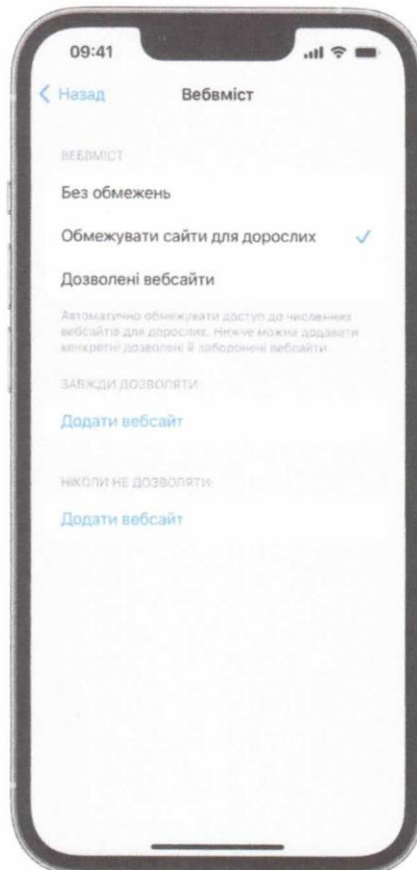 09:41
Назад
Вебвміст
ВЕБВМІСТ
Без обмежень
Обмежувати сайти для дорослих
Дозволені вебсайти
Автоматично обмежувати доступ до численних
вебсайтів для дорослих. Нижче можна додавати
конкретні дозволені й заборонені вебсайти.
ЗАВЖДИ ДОЗВОЛЯТИ:
Додати вебсайт
НІКОЛИ НЕ ДОЗВОЛЯТИ:
Додати вебсайт